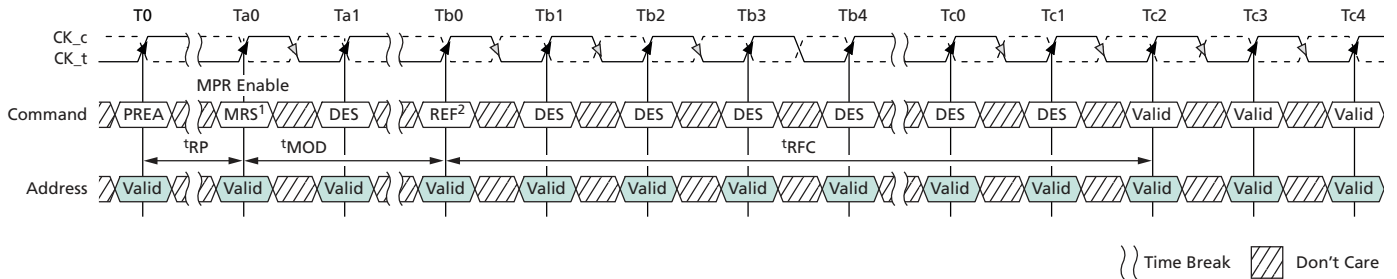 T0 Ta0 Ta1 Tb0 Tb1 Tb2 Tb3 Tb4 Tc0 Tc1 Tc2 Tc3 Tc4
CK_c
CK_t
MPR Enable
Command PREA MRS¹ DES REF² DES DES DES DES DES DES Valid Valid Valid
tRP tMOD tRFC
Address Valid Valid Valid Valid Valid Valid Valid Valid Valid Valid Valid Valid Valid
Time Break Don't Care